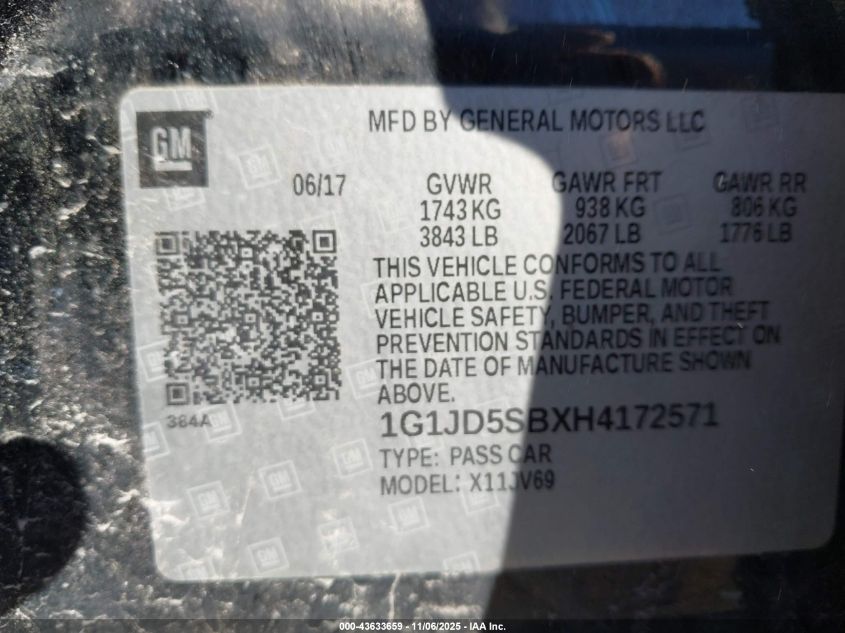 MFD BY GENERAL MOTORS LLC
GM
06/17
GVWR GAWR FRT GAWR RR
1743 KG 938 KG 806 KG
3843 LB 2067 LB 1776 LB
THIS VEHICLE CONFORMS TO ALL
APPLICABLE U.S. FEDERAL MOTOR
VEHICLE SAFETY, BUMPER, AND THEFT
PREVENTION STANDARDS IN EFFECT ON
THE DATE OF MANUFACTURE SHOWN
ABOVE.
384A
1G1JD5SBXH4172571
TYPE: PASS CAR
MODEL: X11JV69
000-43633659 - 11/06/2025 - IAA Inc.